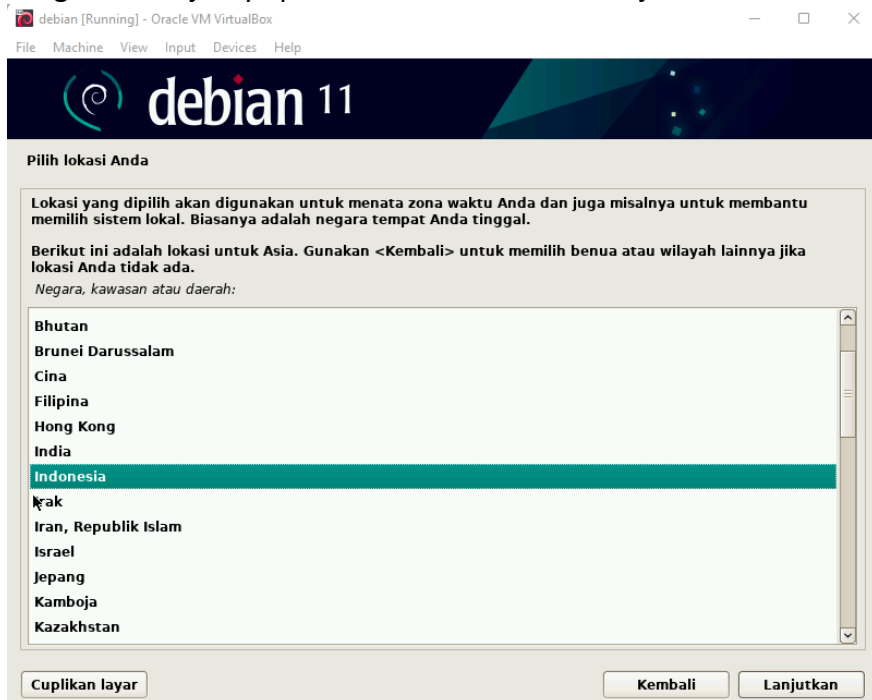 debian [Running] - Oracle VM VirtualBox
File Machine View Input Devices Help
debian 11
Pilih lokasi Anda
Lokasi yang dipilih akan digunakan untuk menata zona waktu Anda dan juga misalnya untuk membantu
memilih sistem lokal. Biasanya adalah negara tempat Anda tinggal.
Berikut ini adalah lokasi untuk Asia. Gunakan <Kembali> untuk memilih benua atau wilayah lainnya jika
lokasi Anda tidak ada.
Negara, kawasan atau daerah:
Bhutan
Brunei Darussalam
Cina
Filipina
Hong Kong
India
Indonesia
Irak
Iran, Republik Islam
Israel
Jepang
Kamboja
Kazakhstan
Cuplikan layar
Kembali
Lanjutkan